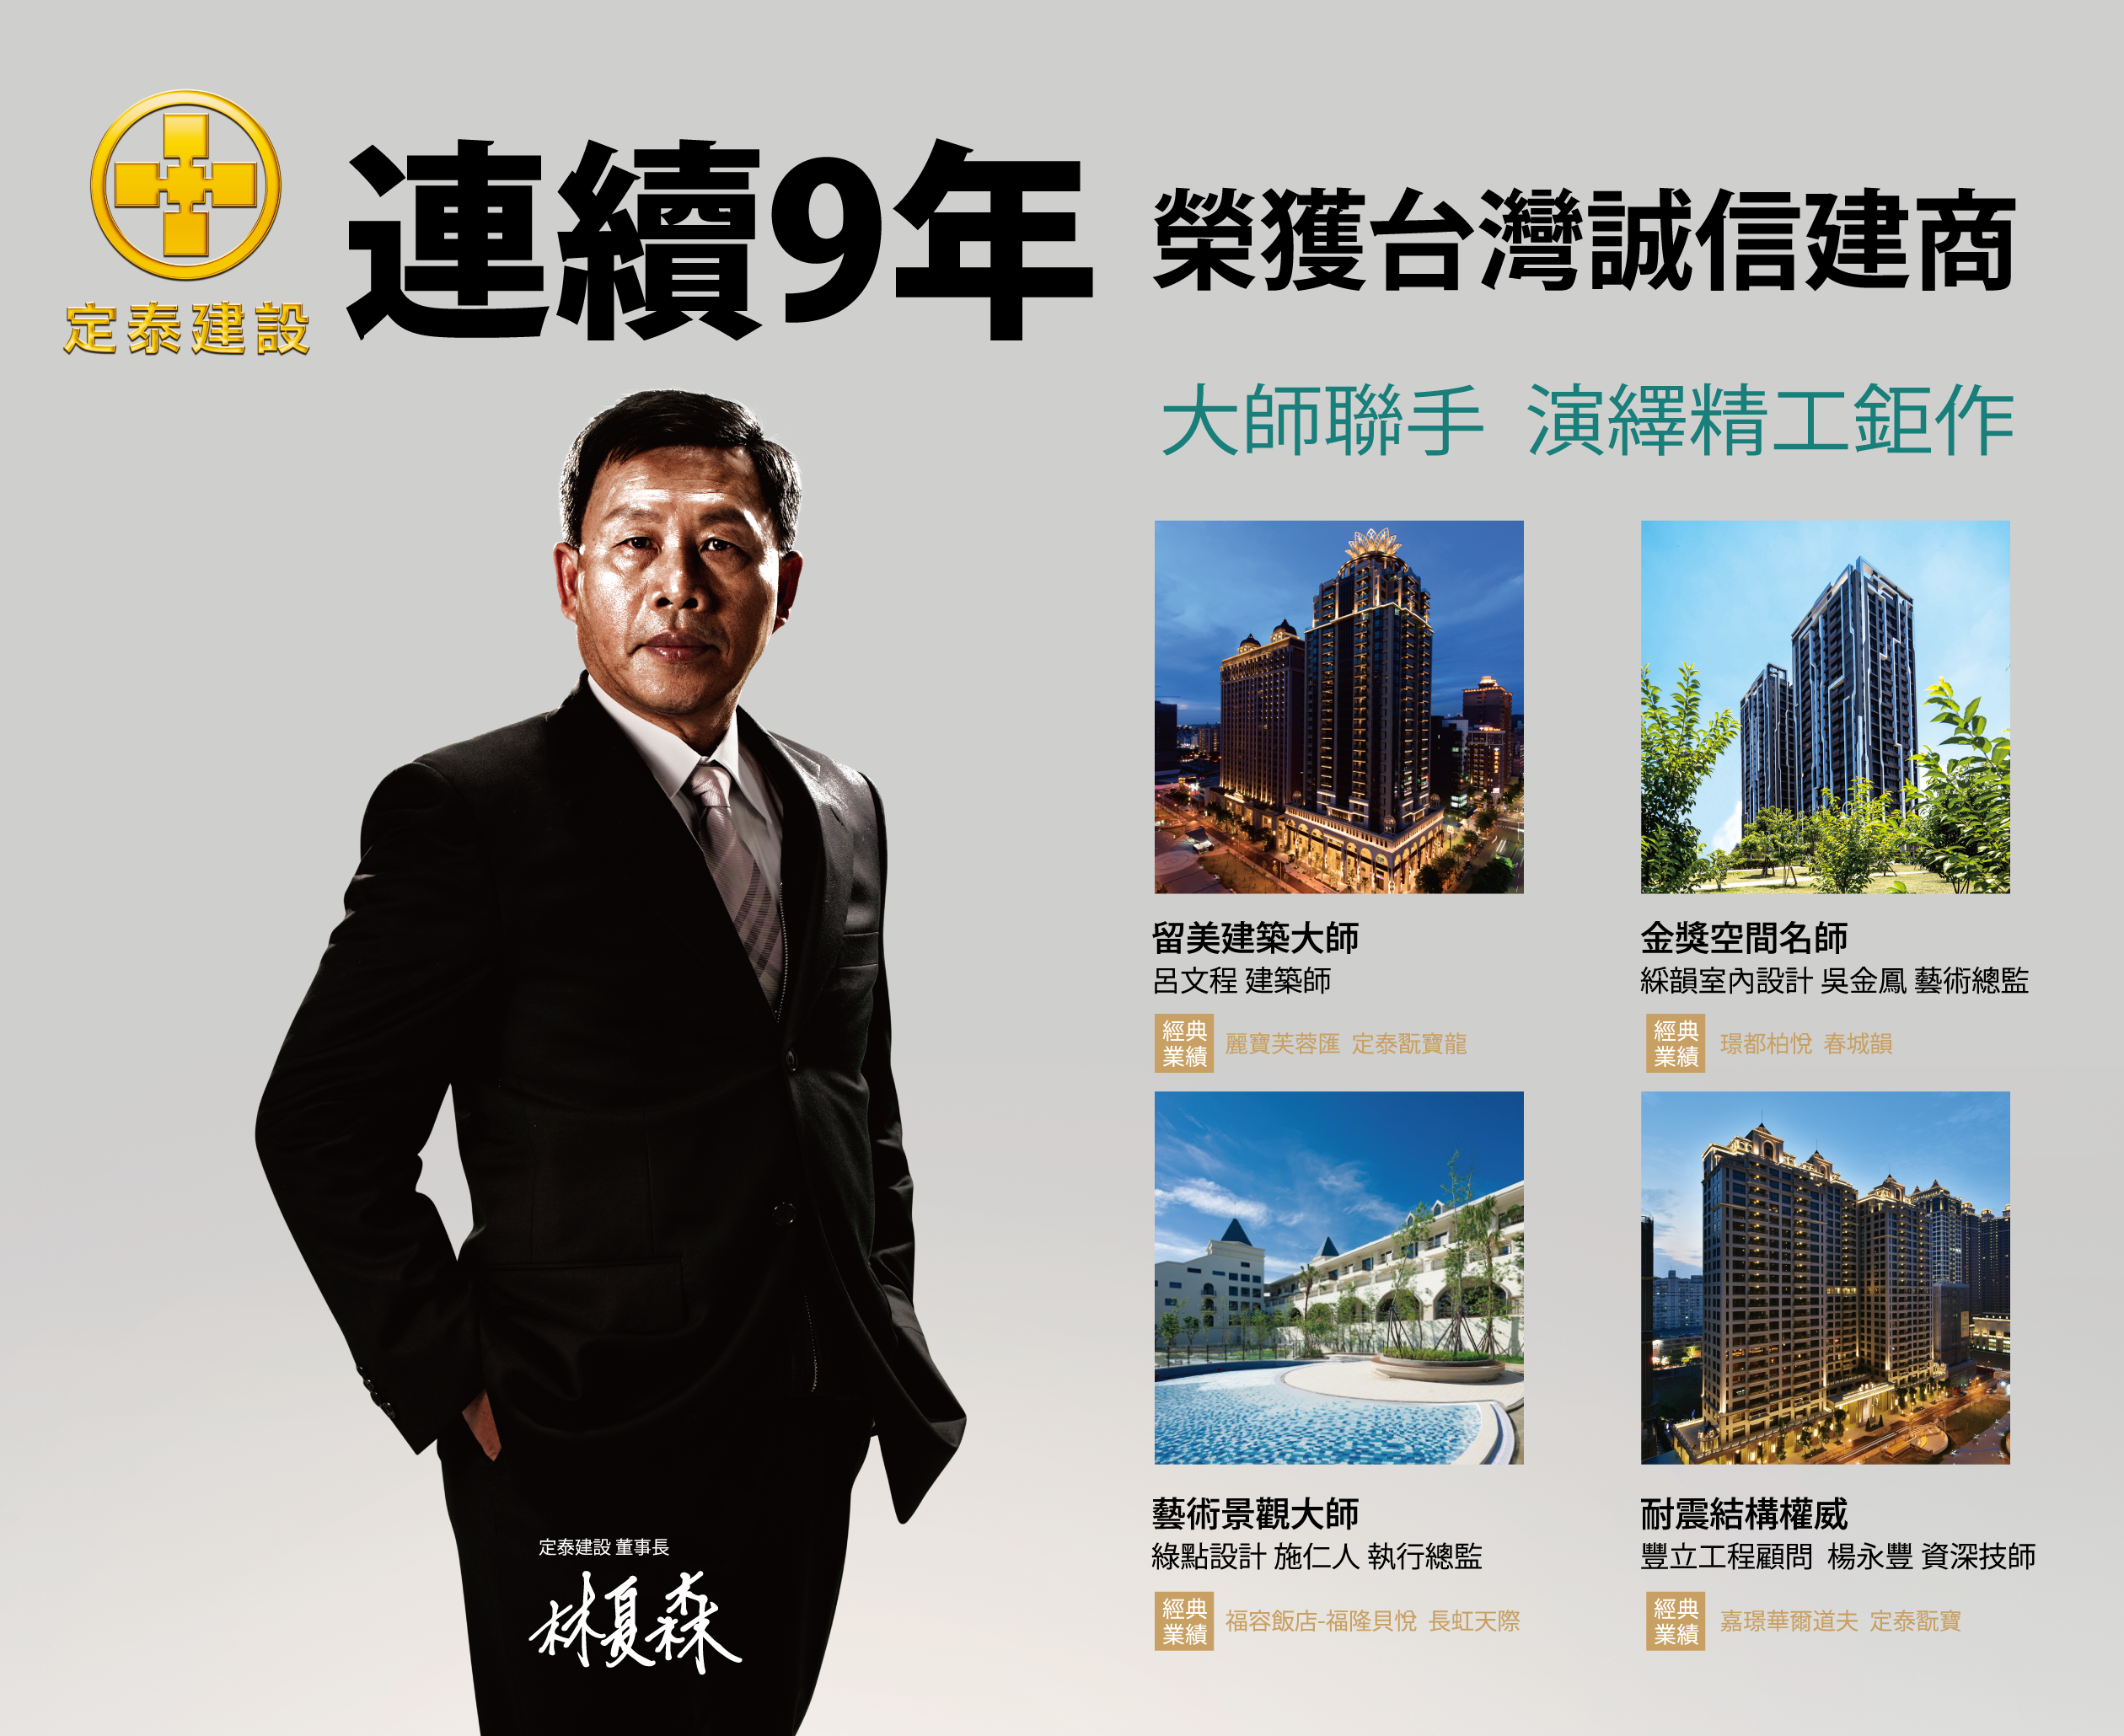 定泰建設
連續9年 榮獲台灣誠信建商
大師聯手 演繹精工鉅作
留美建築大師
呂文程 建築師
經典業績 麗寶芙蓉匯 定泰翫寶龍
金獎空間名師
綵韻室內設計 吳金鳳 藝術總監
經典業績 璟都柏悅 春城韻
藝術景觀大師
綠點設計 施仁人 執行總監
經典業績 福容飯店-福隆貝悅 長虹天際
耐震結構權威
豐立工程顧問 楊永豐 資深技師
經典業績 嘉璟華爾道夫 定泰翫寶
定泰建設 董事長
林夏森